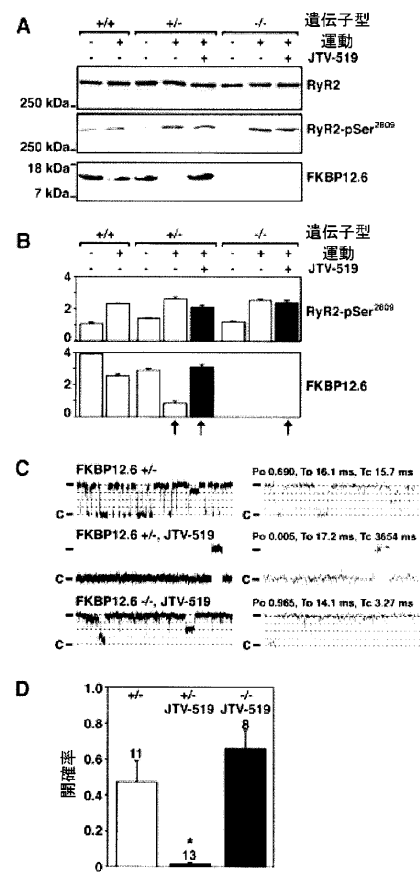 A
+/+ +/- -/- 遺伝子型
- + - + + - + + 運動
+ + JTV-519
RyR2
250 kDa
RyR2-pSer2809
250 kDa
18 kDa
FKBP12.6
7 kDa
B
+/+ +/- -/- 遺伝子型
- + - + + - + + 運動
+ + JTV-519
4
2
0
RyR2-pSer2809
4
2
0
FKBP12.6
C
FKBP12.6 +/- Po 0.690, To 16.1 ms, Tc 15.7 ms
C C
FKBP12.6 +/-, JTV-519 Po 0.005, To 17.2 ms, Tc 3654 ms
C C
FKBP12.6 -/-, JTV-519 Po 0.965, To 14.1 ms, Tc 3.27 ms
C C
D
1.0
0.8
0.6
0.4
0.2
0
開確率
+/- +/- -/-
JTV-519 JTV-519
11 * 13 8